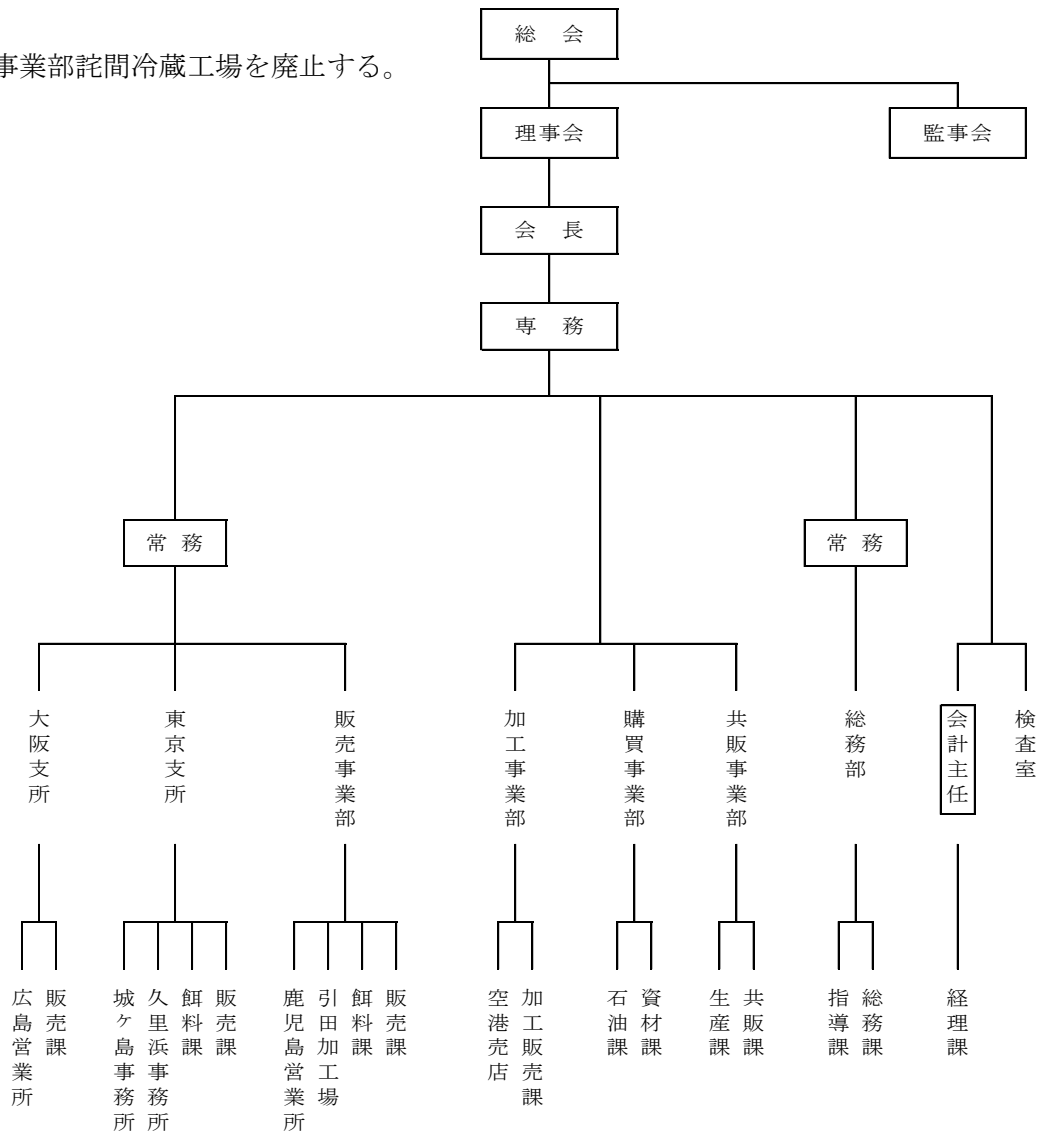 事業部詫間冷蔵工場を廃止する。
総　会
理事会
監事会
会　長
専　務
常 務
常 務
大阪支所
東京支所
販売事業部
加工事業部
購買事業部
共販事業部
総務部
会計主任
検査室
広島営業所
販売課
城ヶ島事務所
久里浜事務所
餌料課
販売課
鹿児島営業所
引田加工場
餌料課
販売課
空港売店
加工販売課
石油課
資材課
生産課
共販課
指導課
総務課
経理課